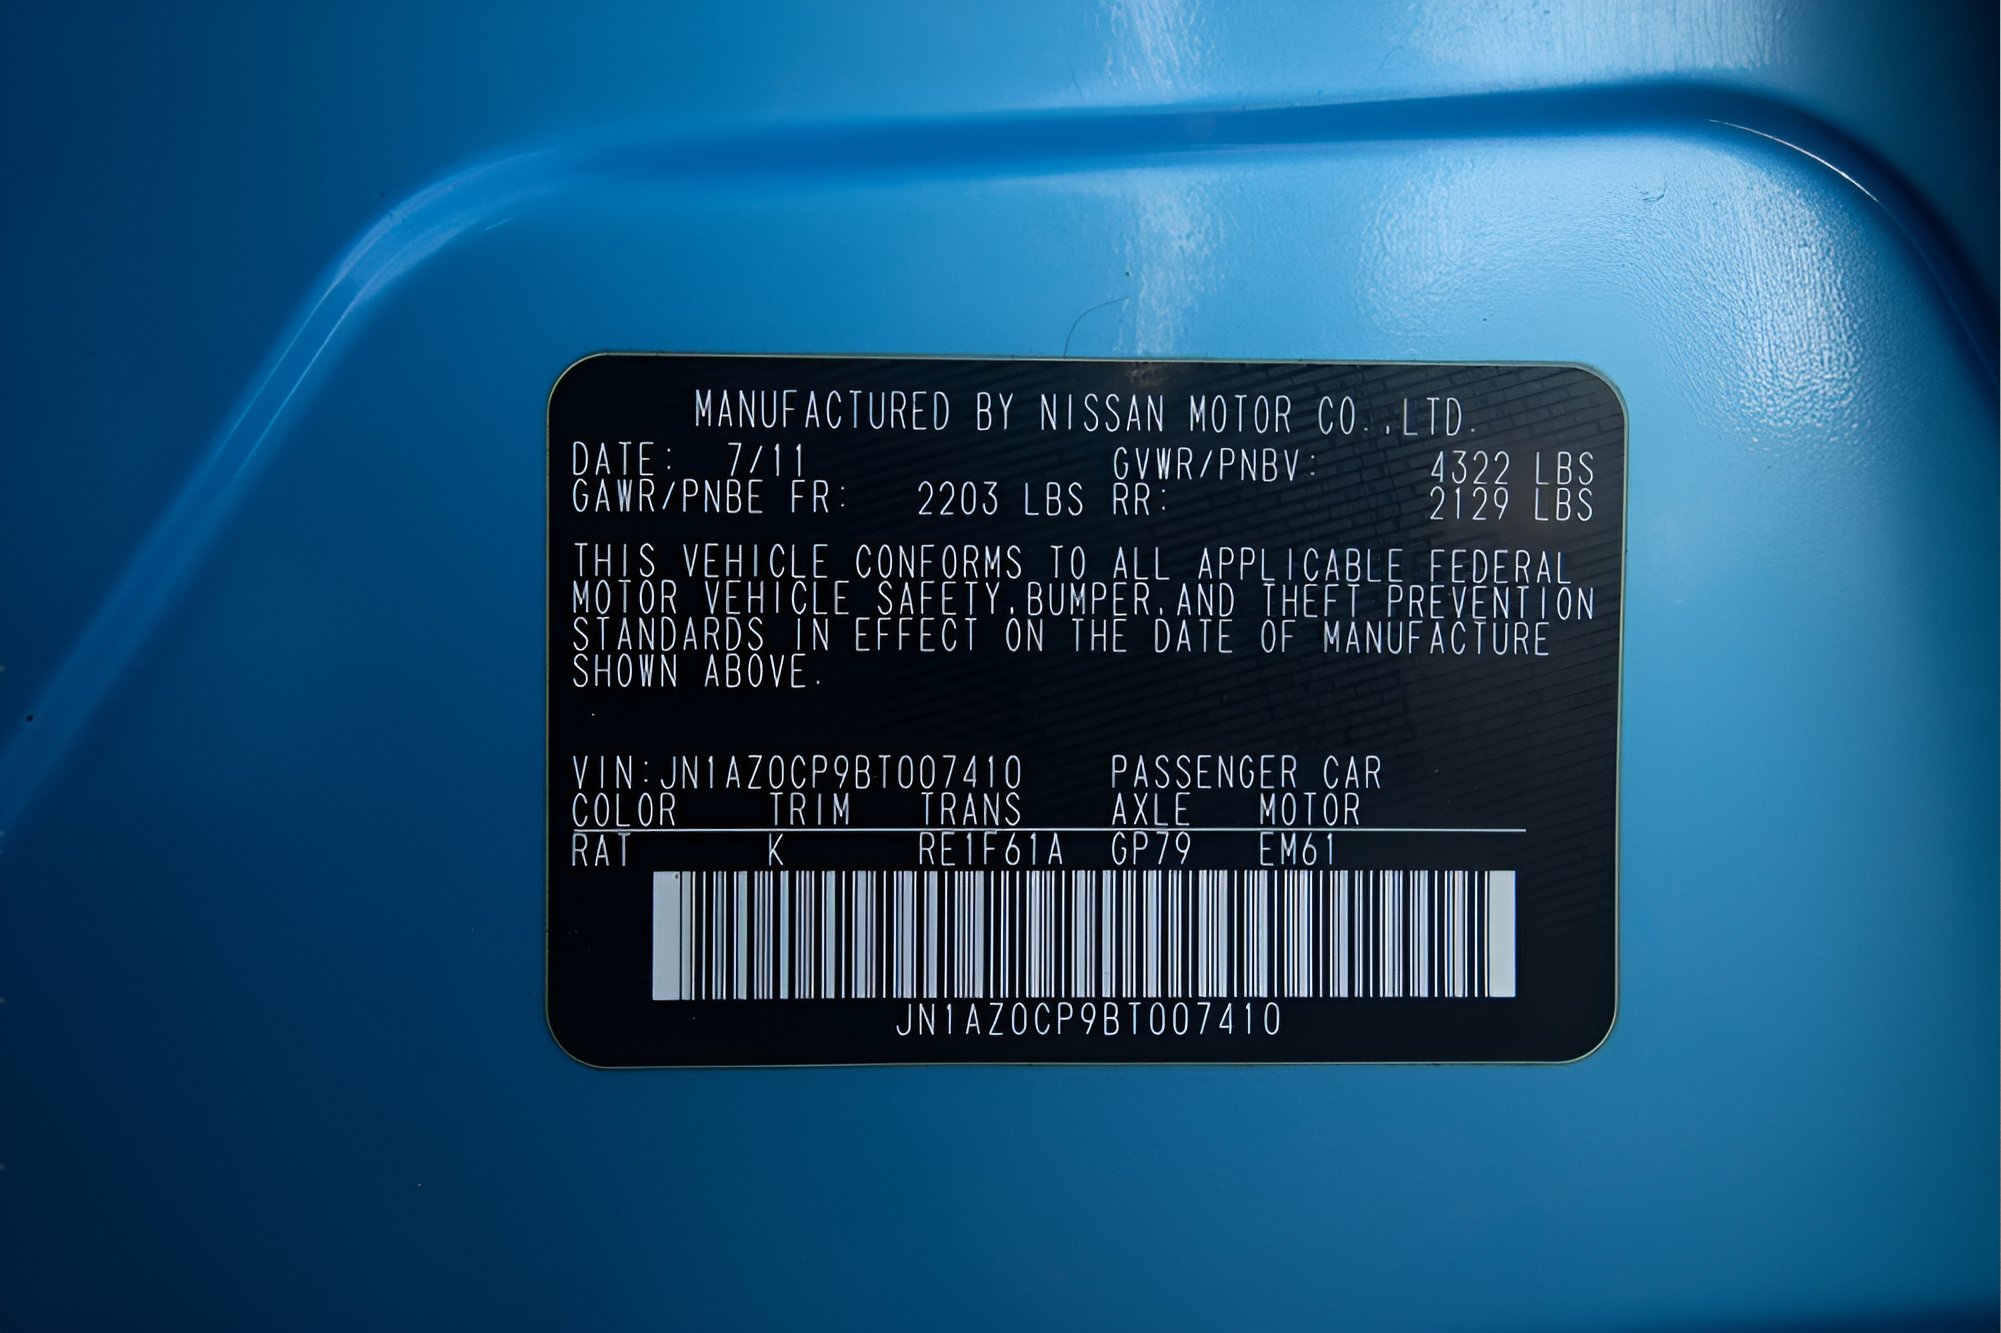 MANUFACTURED BY NISSAN MOTOR CO.,LTD.
DATE: 7/11 GVWR/PNBV: 4322 LBS
GAWR/PNBE FR: 2203 LBS RR: 2129 LBS
THIS VEHICLE CONFORMS TO ALL APPLICABLE FEDERAL
MOTOR VEHICLE SAFETY,BUMPER,AND THEFT PREVENTION
STANDARDS IN EFFECT ON THE DATE OF MANUFACTURE
SHOWN ABOVE.
VIN:JN1AZ0CP9BT007410 PASSENGER CAR
COLOR TRIM TRANS AXLE MOTOR
RAT K RE1F61A GP79 EM61
JN1AZ0CP9BT007410